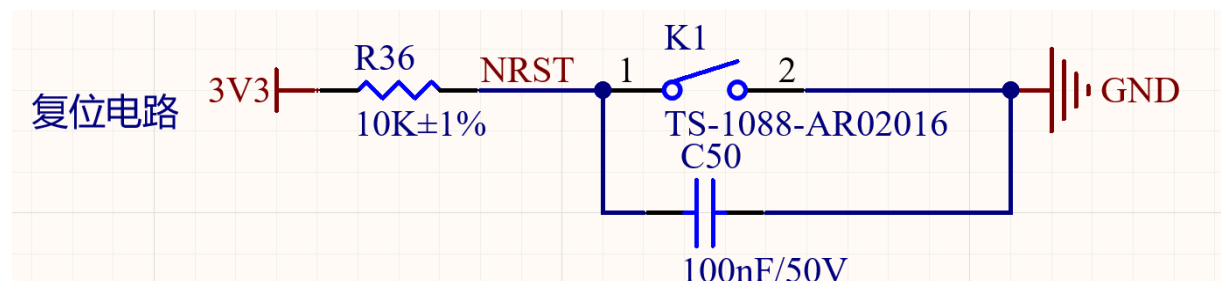 K1
R36
NRST
1
2
3V3
GND
复位电路
10K±1%
TS-1088-AR02016
C50
100nF/50V